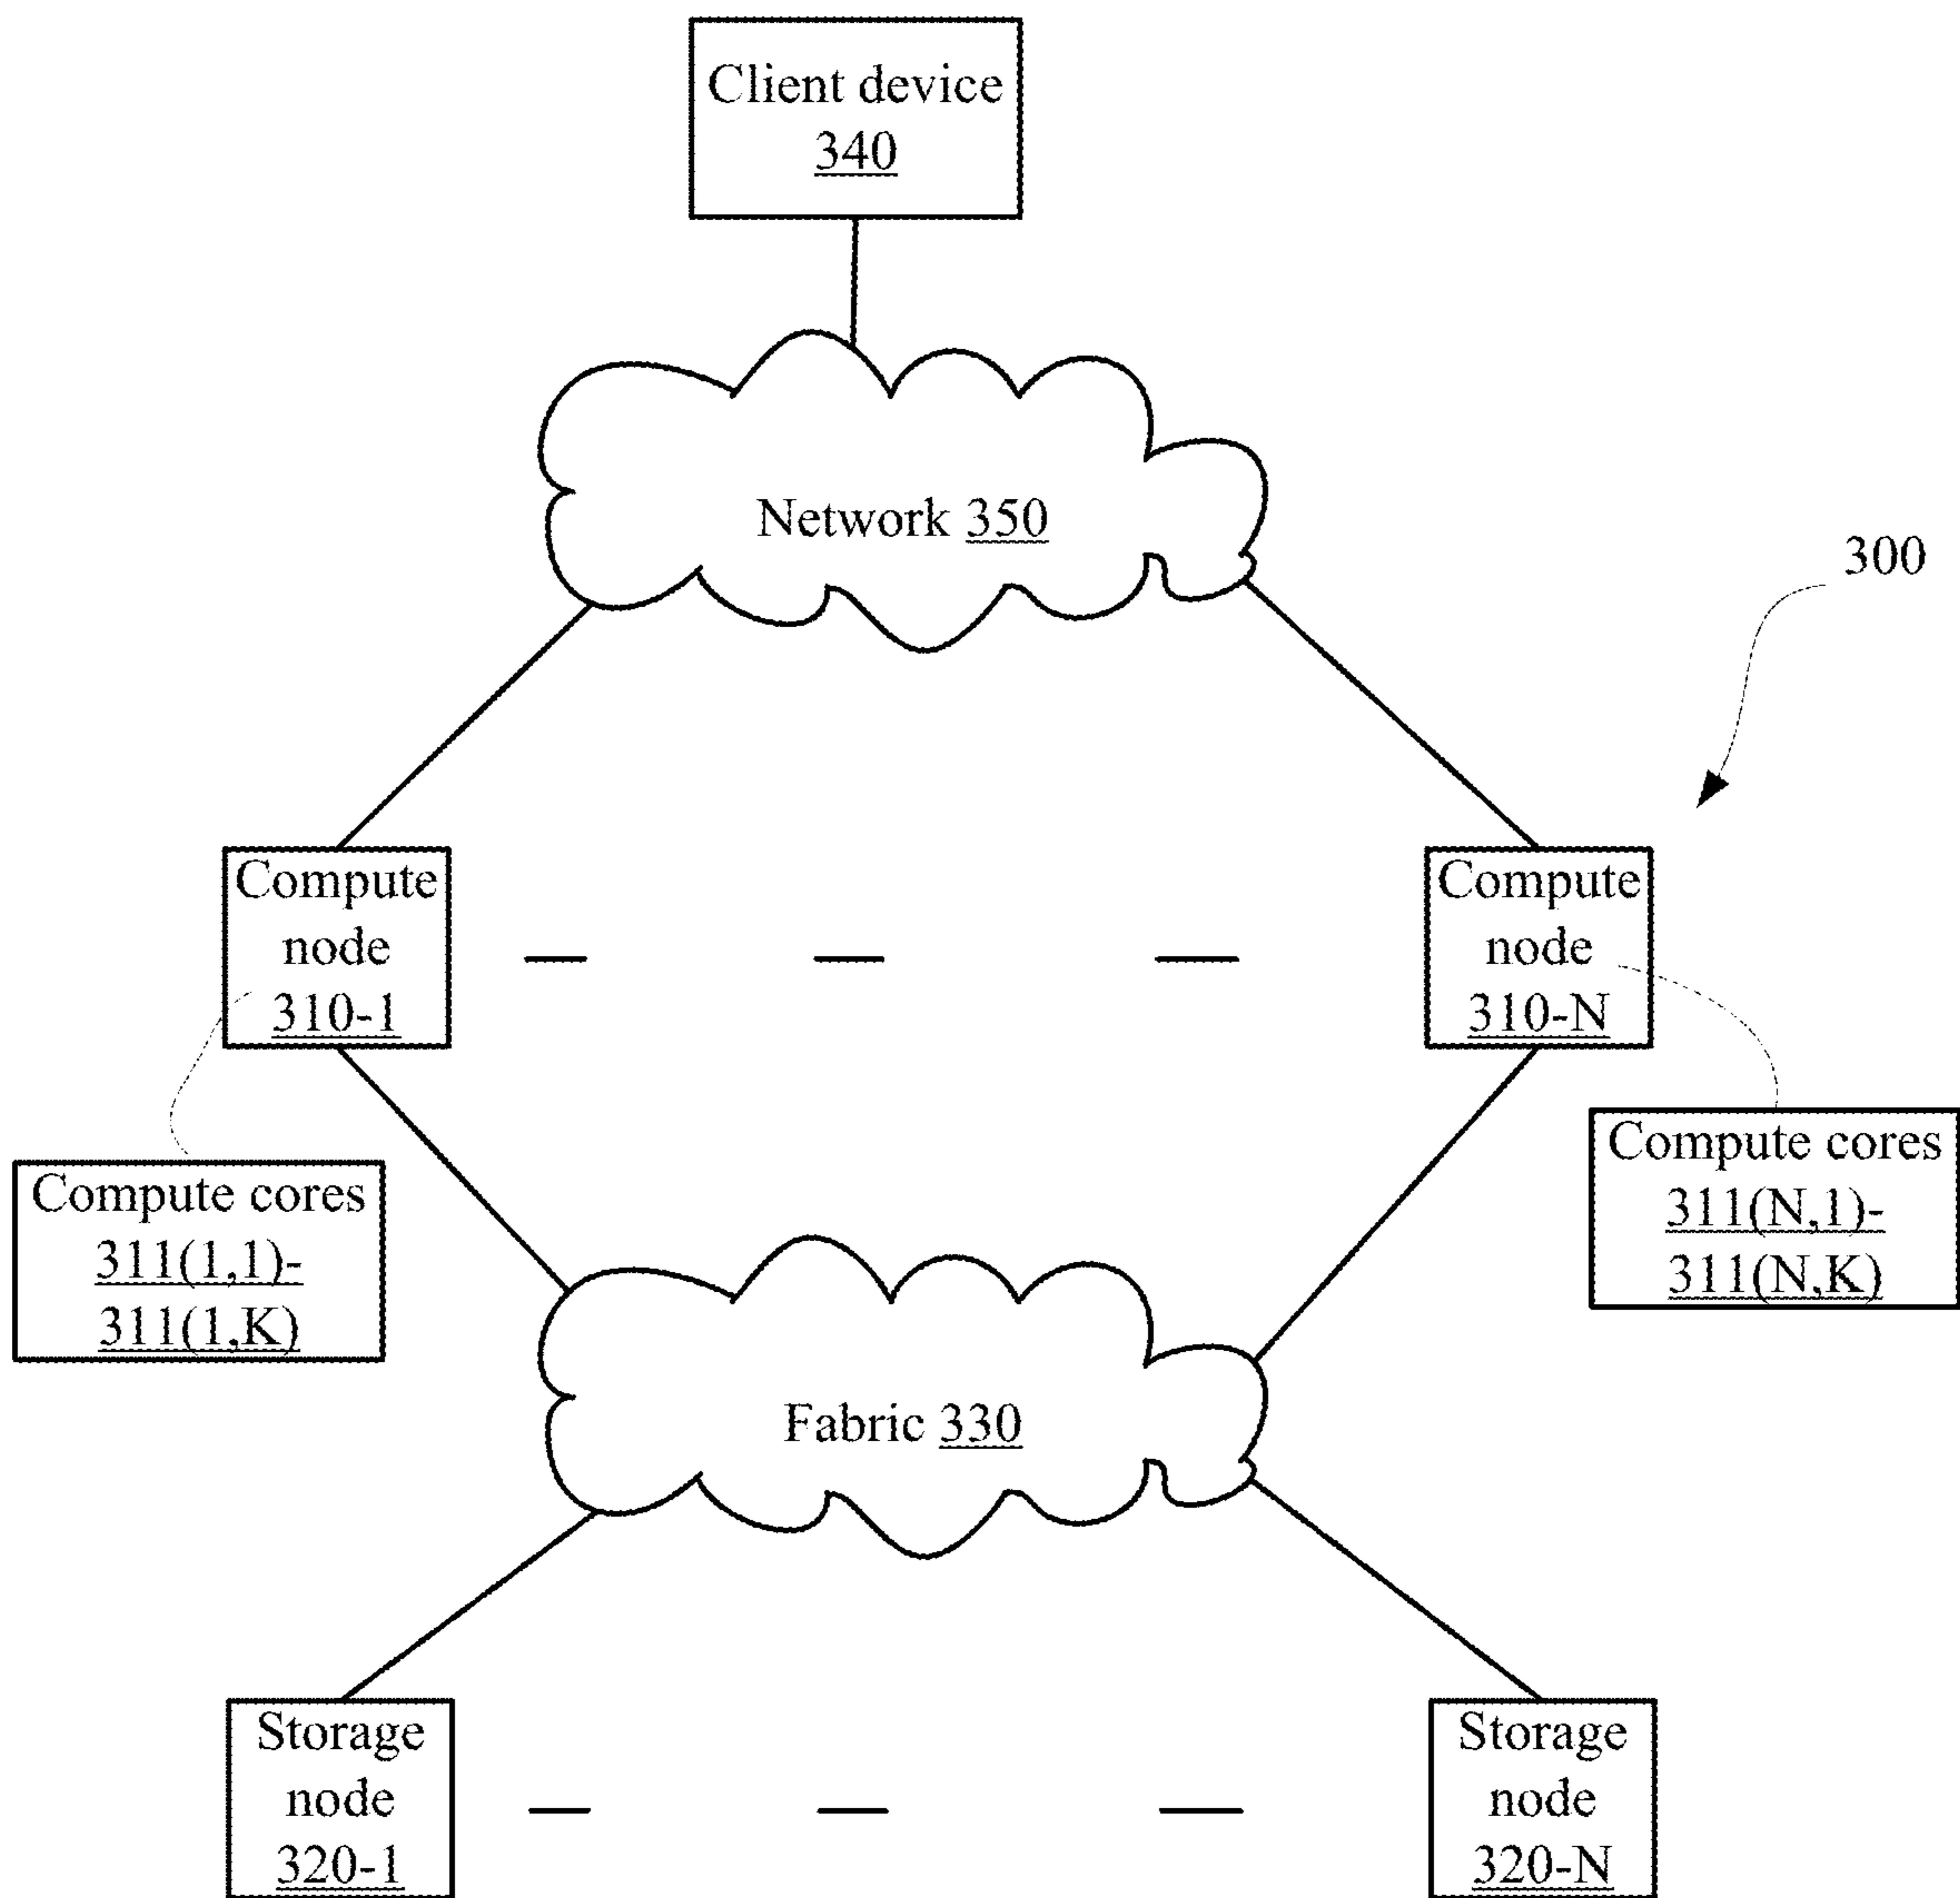 Client device
340
Network 350
300
Compute
node
310-1
Compute
node
310-N
Compute cores
311(1,1)-
311(1,K)
Compute cores
311(N,1)-
311(N,K)
Fabric 330
Storage
node
320-1
Storage
node
320-N